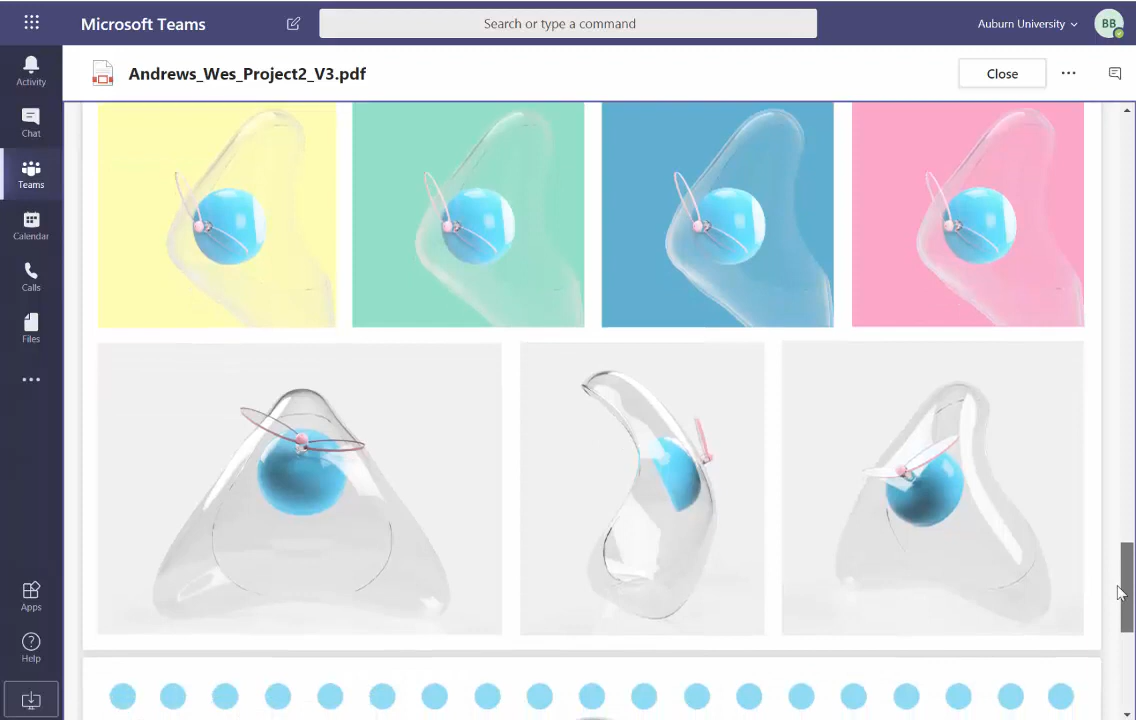 Microsoft Teams
Search or type a command
Auburn University
BB
Activity
Andrews_Wes_Project2_V3.pdf
Close
Chat
Teams
Calendar
Calls
Files
Apps
Help